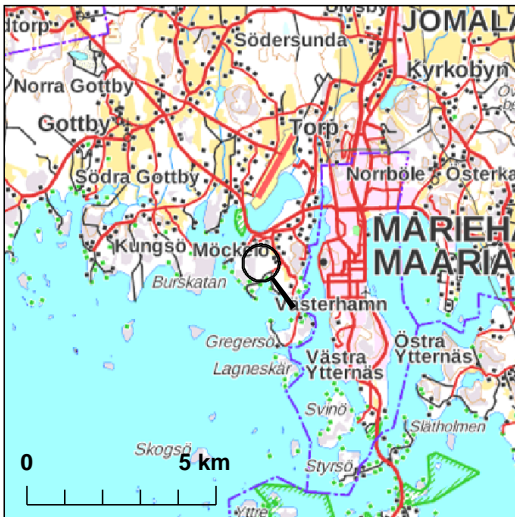 JOMALA
Södersunda
Kyrkobyn
Norra Gottby
Gottby
Torp
Södra Gottby
Norrböle
Österka
MARIEHA
MAARIA
Kungsö
Möckelö
Burskatan
Västerhamn
Gregersö
Lagneskär
Västra
Ytternäs
Östra
Ytternäs
Svinö
Slätholmen
Skogsö
Styrsö
0
5 km
Yttre